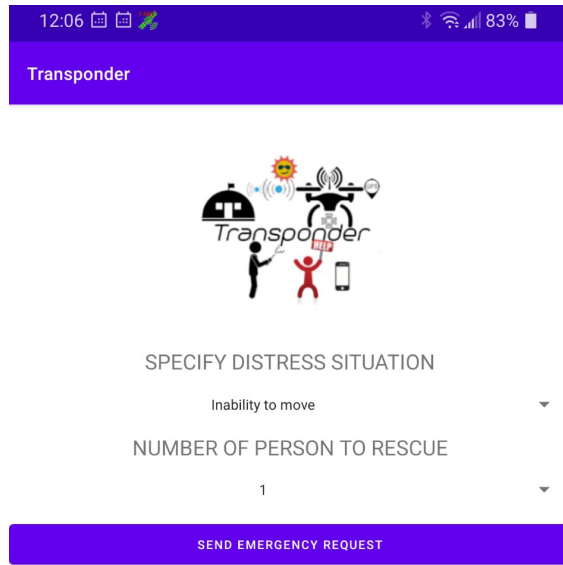 12:06 83%
Transponder
GPS
Transponder
HELP
SPECIFY DISTRESS SITUATION
Inability to move
NUMBER OF PERSON TO RESCUE
1
SEND EMERGENCY REQUEST